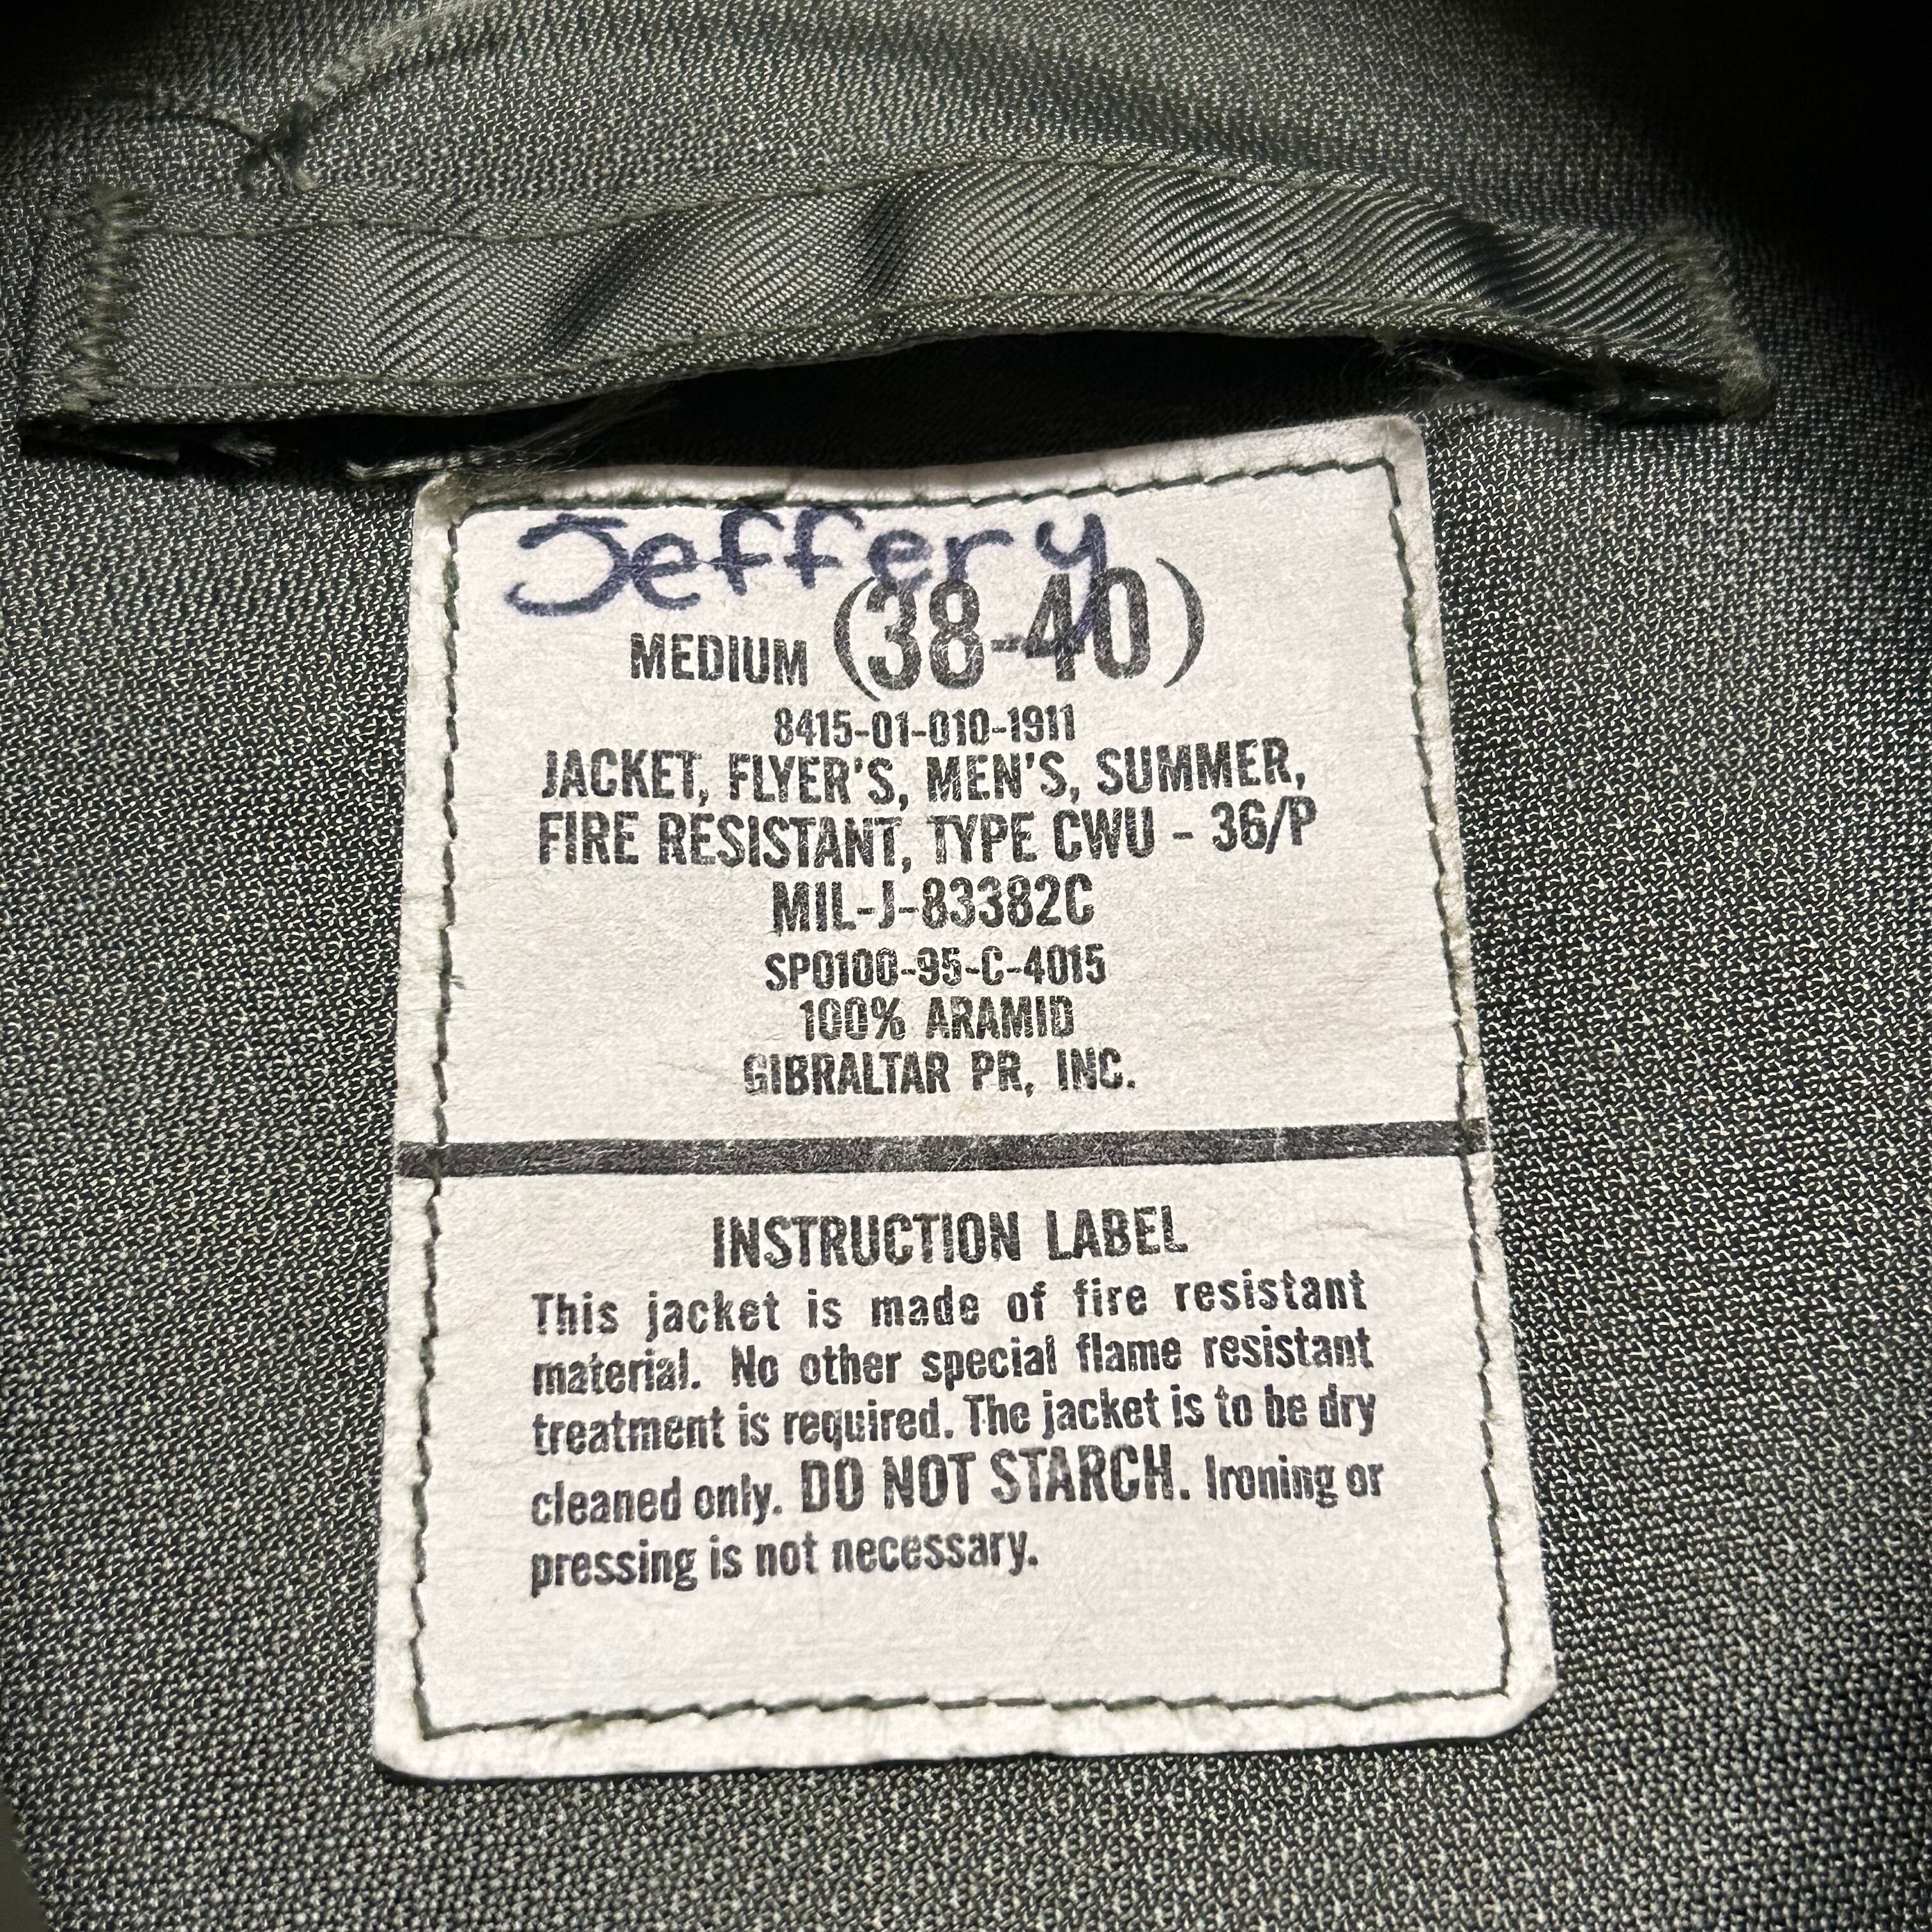 Jeffery
MEDIUM (38-40)
8415-01-010-1911
JACKET, FLYER'S, MEN'S, SUMMER,
FIRE RESISTANT, TYPE CWU - 36/P
MIL-J-83382C
SP0100-95-C-4015
100% ARAMID
GIBRALTAR PR, INC.
INSTRUCTION LABEL
This jacket is made of fire resistant
material. No other special flame resistant
treatment is required. The jacket is to be dry
cleaned only. DO NOT STARCH. Ironing or
pressing is not necessary.